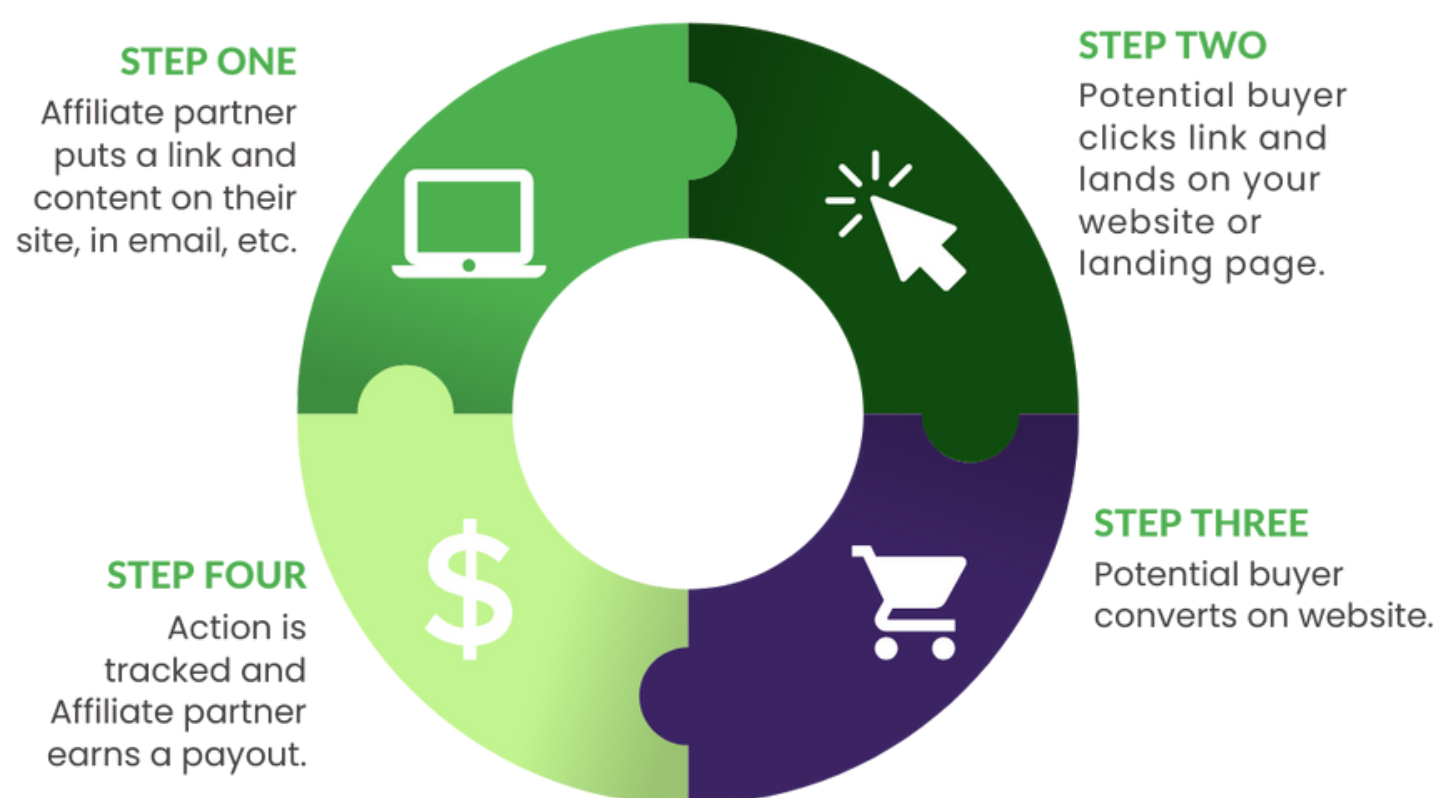 STEP ONE
Affiliate partner
puts a link and
content on their
site, in email, etc.
STEP TWO
Potential buyer
clicks link and
lands on your
website or
landing page.
STEP THREE
Potential buyer
converts on website.
STEP FOUR
Action is
tracked and
Affiliate partner
earns a payout.
$